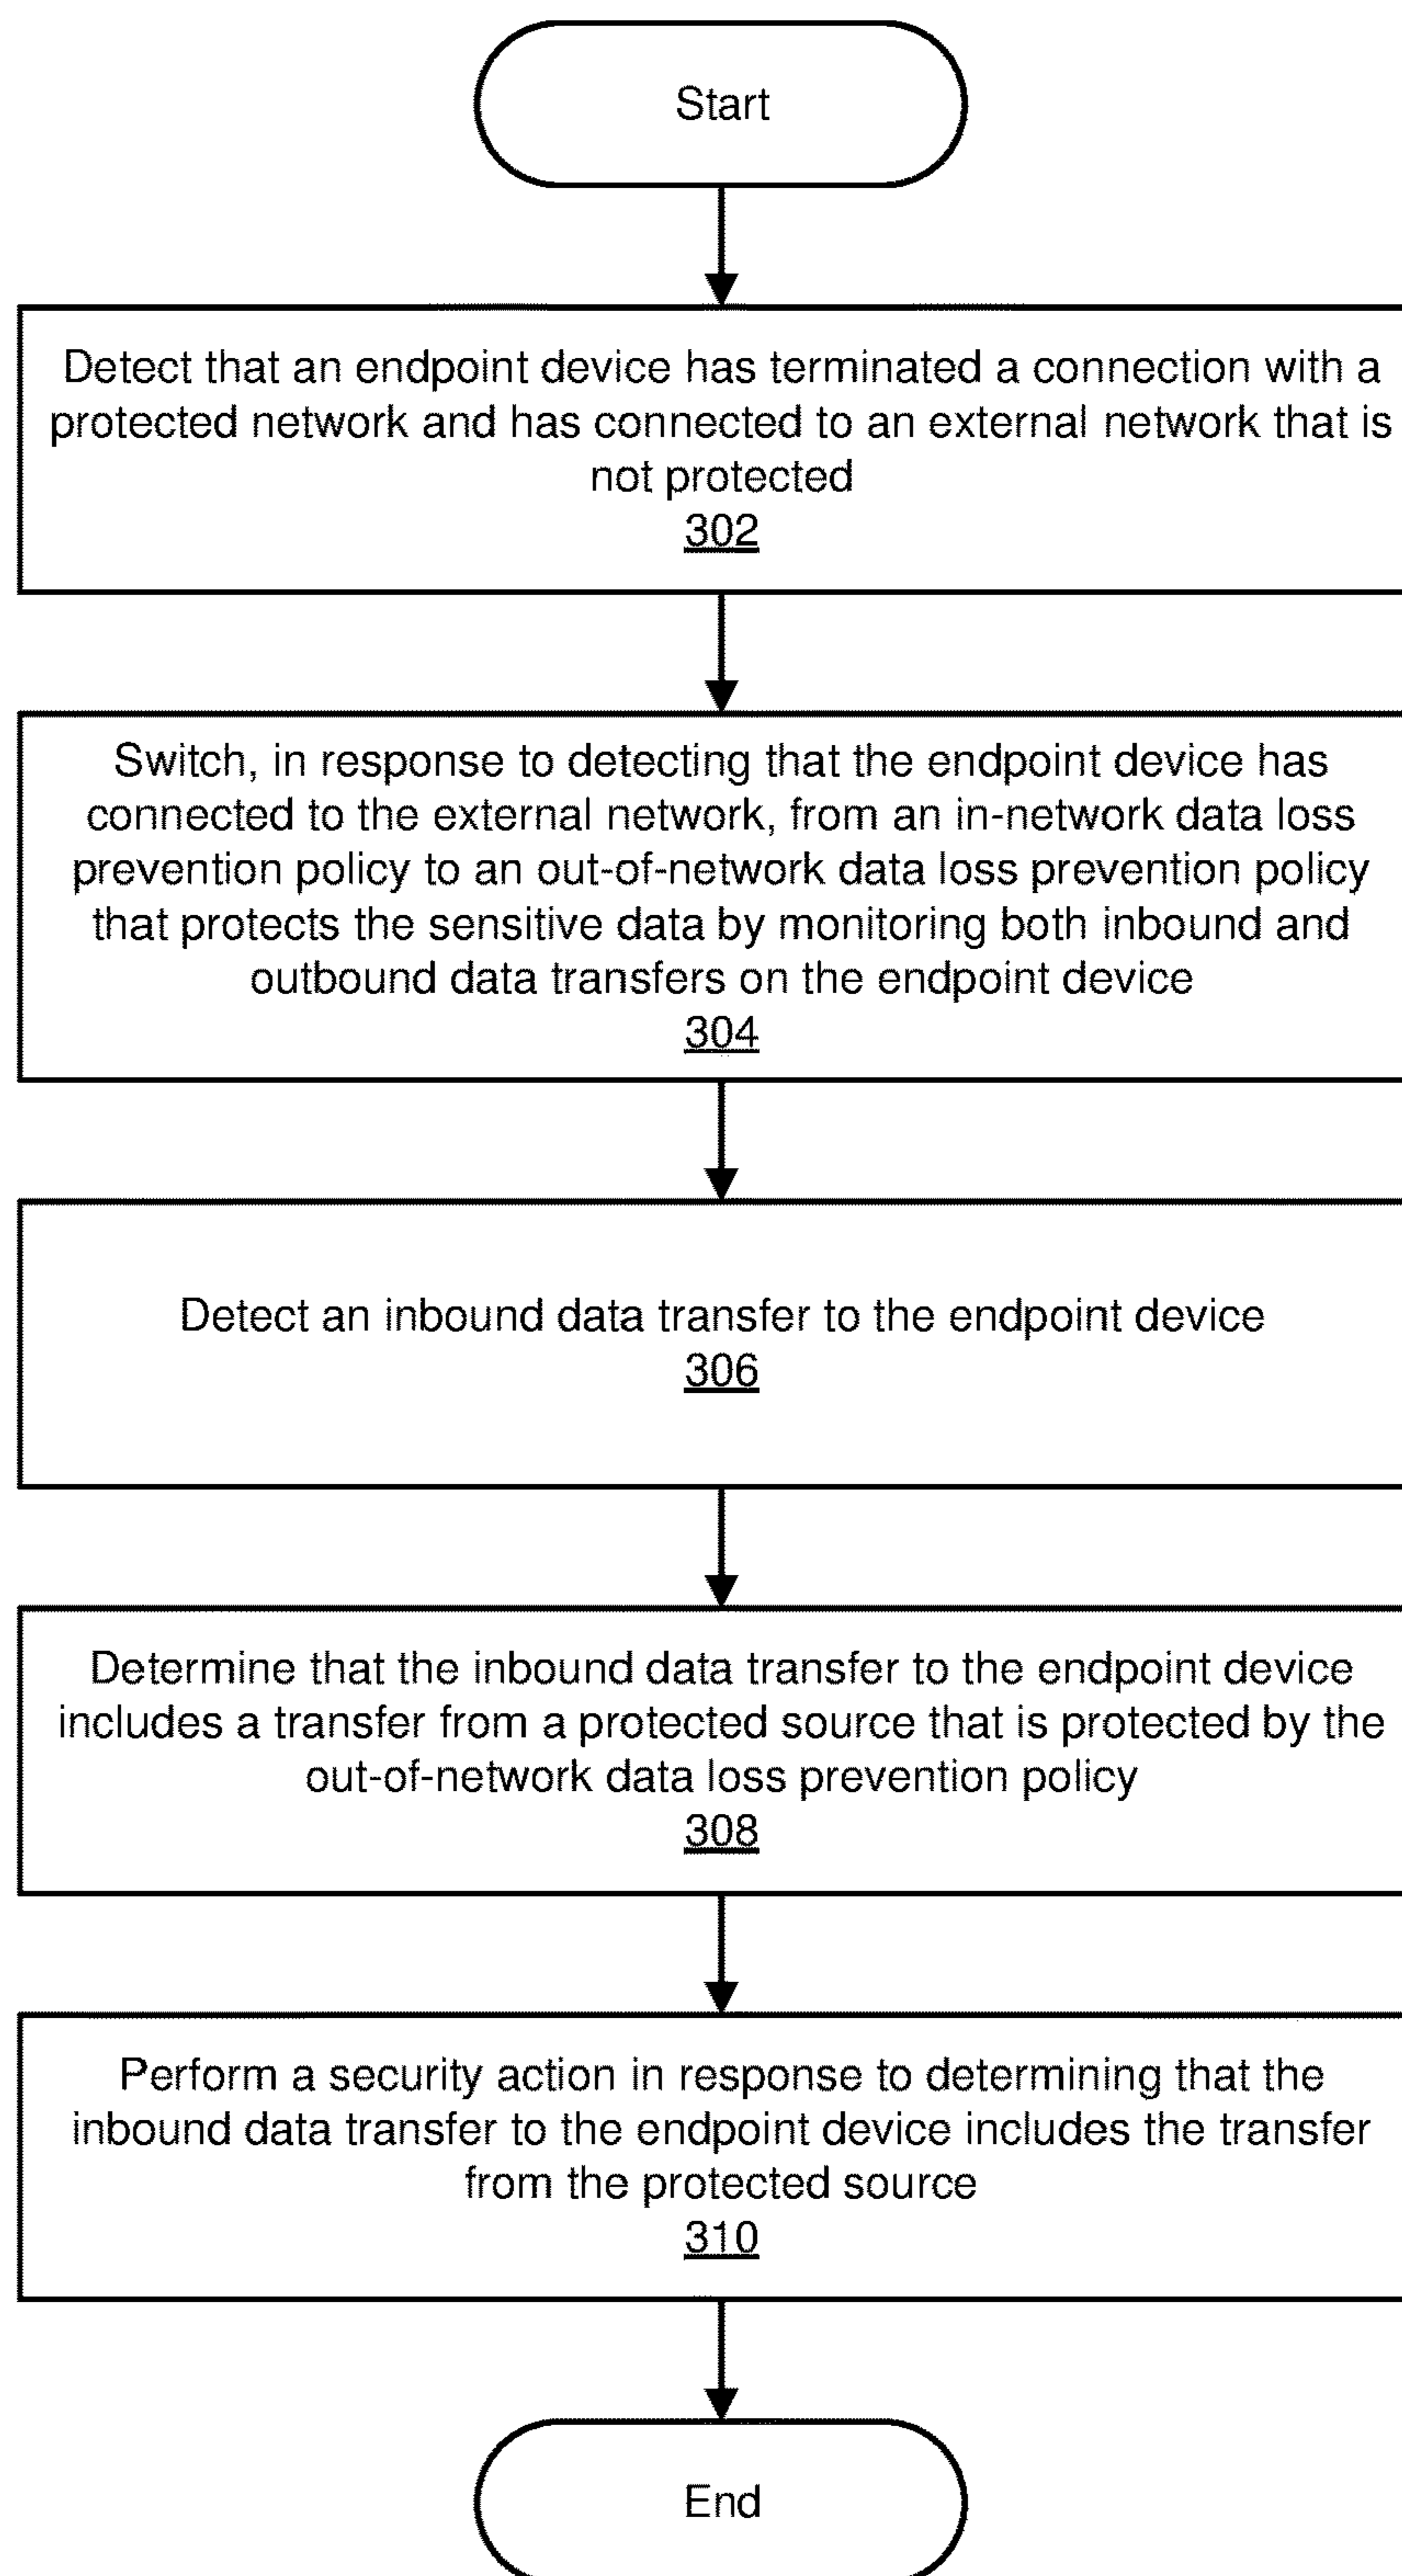 Start
Detect that an endpoint device has terminated a connection with a
protected network and has connected to an external network that is
not protected
302
Switch, in response to detecting that the endpoint device has
connected to the external network, from an in-network data loss
prevention policy to an out-of-network data loss prevention policy
that protects the sensitive data by monitoring both inbound and
outbound data transfers on the endpoint device
304
Detect an inbound data transfer to the endpoint device
306
Determine that the inbound data transfer to the endpoint device
includes a transfer from a protected source that is protected by the
out-of-network data loss prevention policy
308
Perform a security action in response to determining that the
inbound data transfer to the endpoint device includes the transfer
from the protected source
310
End